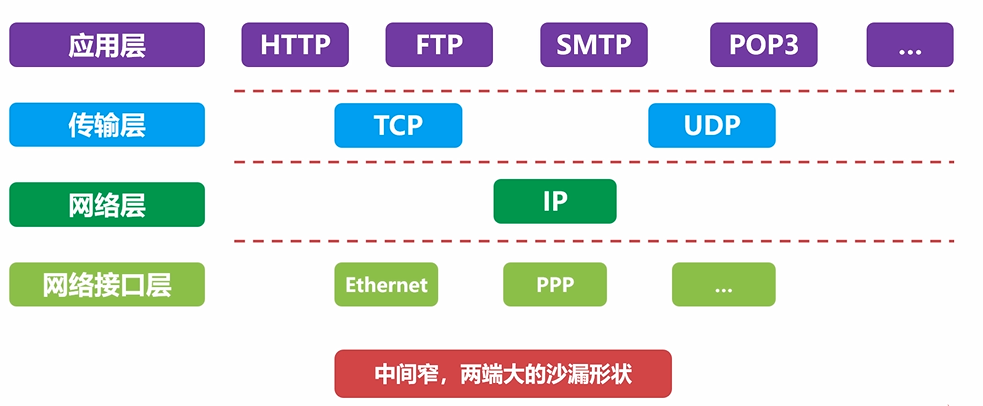 应用层 HTTP FTP SMTP POP3 ...
传输层 TCP UDP
网络层 IP
网络接口层 Ethernet PPP ...
中间窄，两端大的沙漏形状